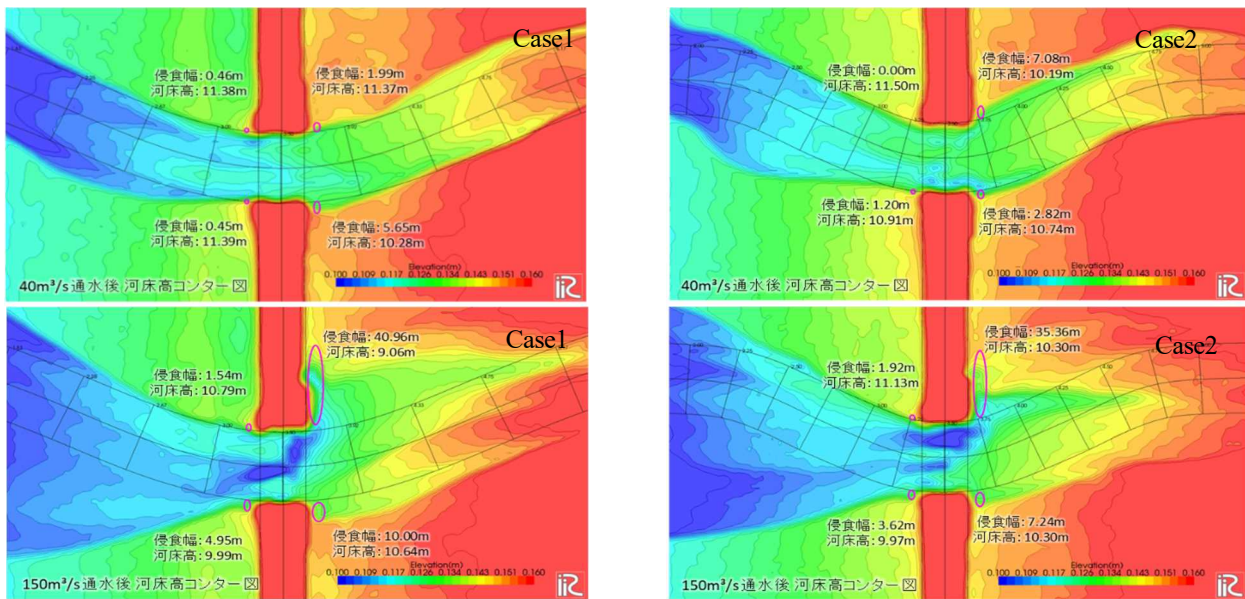 Case1
侵食幅:0.46m
河床高:11.38m
侵食幅:1.99m
河床高:11.37m
侵食幅:0.45m
河床高:11.39m
侵食幅:5.65m
河床高:10.28m
Elevation(m)
0.100 0.109 0.117 0.126 0.134 0.143 0.151 0.160
40m³/s通水後 河床高コンター図
iRIC
Case2
侵食幅:0.00m
河床高:11.50m
侵食幅:7.08m
河床高:10.19m
侵食幅:1.20m
河床高:10.91m
侵食幅:2.82m
河床高:10.74m
Elevation(m)
0.100 0.109 0.117 0.126 0.134 0.143 0.151 0.160
40m³/s通水後 河床高コンター図
iRIC
Case1
侵食幅:40.96m
河床高:9.06m
侵食幅:1.54m
河床高:10.79m
侵食幅:4.95m
河床高:9.99m
侵食幅:10.00m
河床高:10.64m
Elevation(m)
0.100 0.109 0.117 0.126 0.134 0.143 0.151 0.160
150m³/s通水後 河床高コンター図
iRIC
Case2
侵食幅:35.36m
河床高:10.30m
侵食幅:1.92m
河床高:11.13m
侵食幅:3.62m
河床高:9.97m
侵食幅:7.24m
河床高:10.30m
Elevation(m)
0.100 0.109 0.117 0.126 0.134 0.143 0.151 0.160
150m³/s通水後 河床高コンター図
iRIC